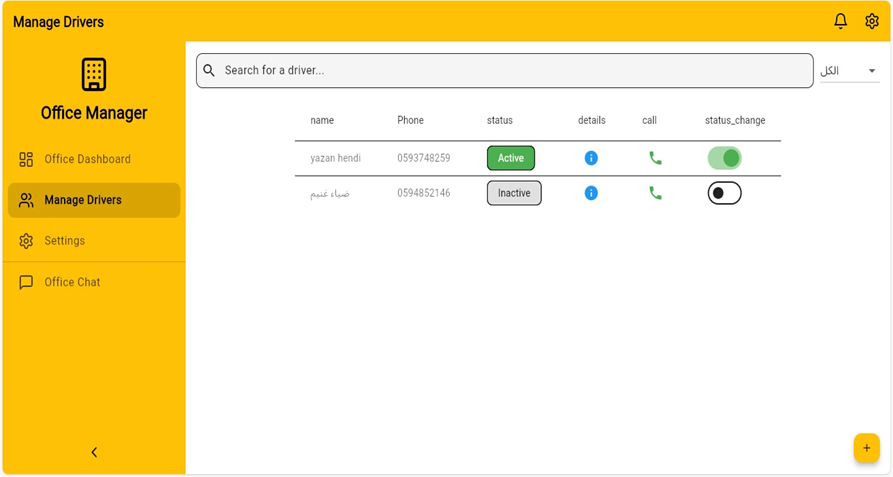 Manage Drivers
Office Manager
Search for a driver...
الكل
Office Dashboard
Manage Drivers
Settings
Office Chat
name Phone status details call status_change
yazan hendi 0593748259 Active
ضياء غنيم 0594852146 Inactive
+